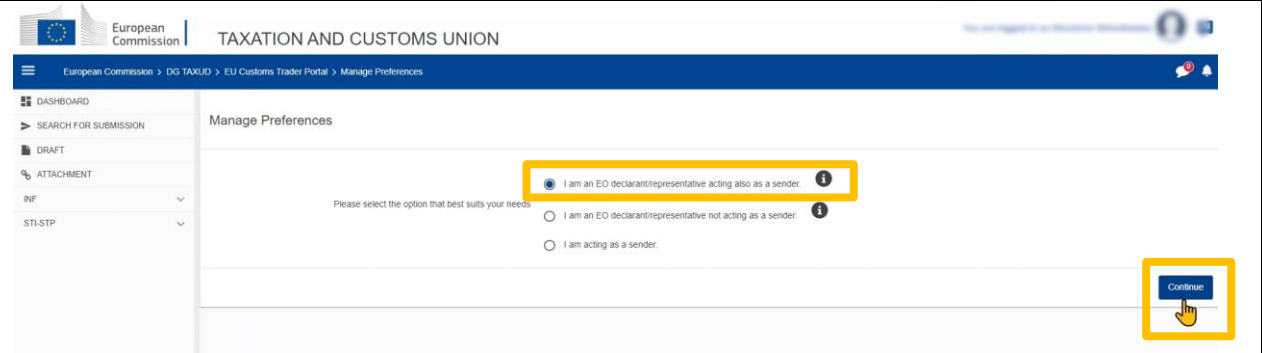 European
Commission
TAXATION AND CUSTOMS UNION
European Commission > DG TAXUD > EU Customs Trader Portal > Manage Preferences
0
DASHBOARD
SEARCH FOR SUBMISSION
DRAFT
ATTACHMENT
INF
STI-STP
Manage Preferences
Please select the option that best suits your needs
I am an EO declarant/representative acting also as a sender.
I am an EO declarant/representative not acting as a sender.
I am acting as a sender.
Continue